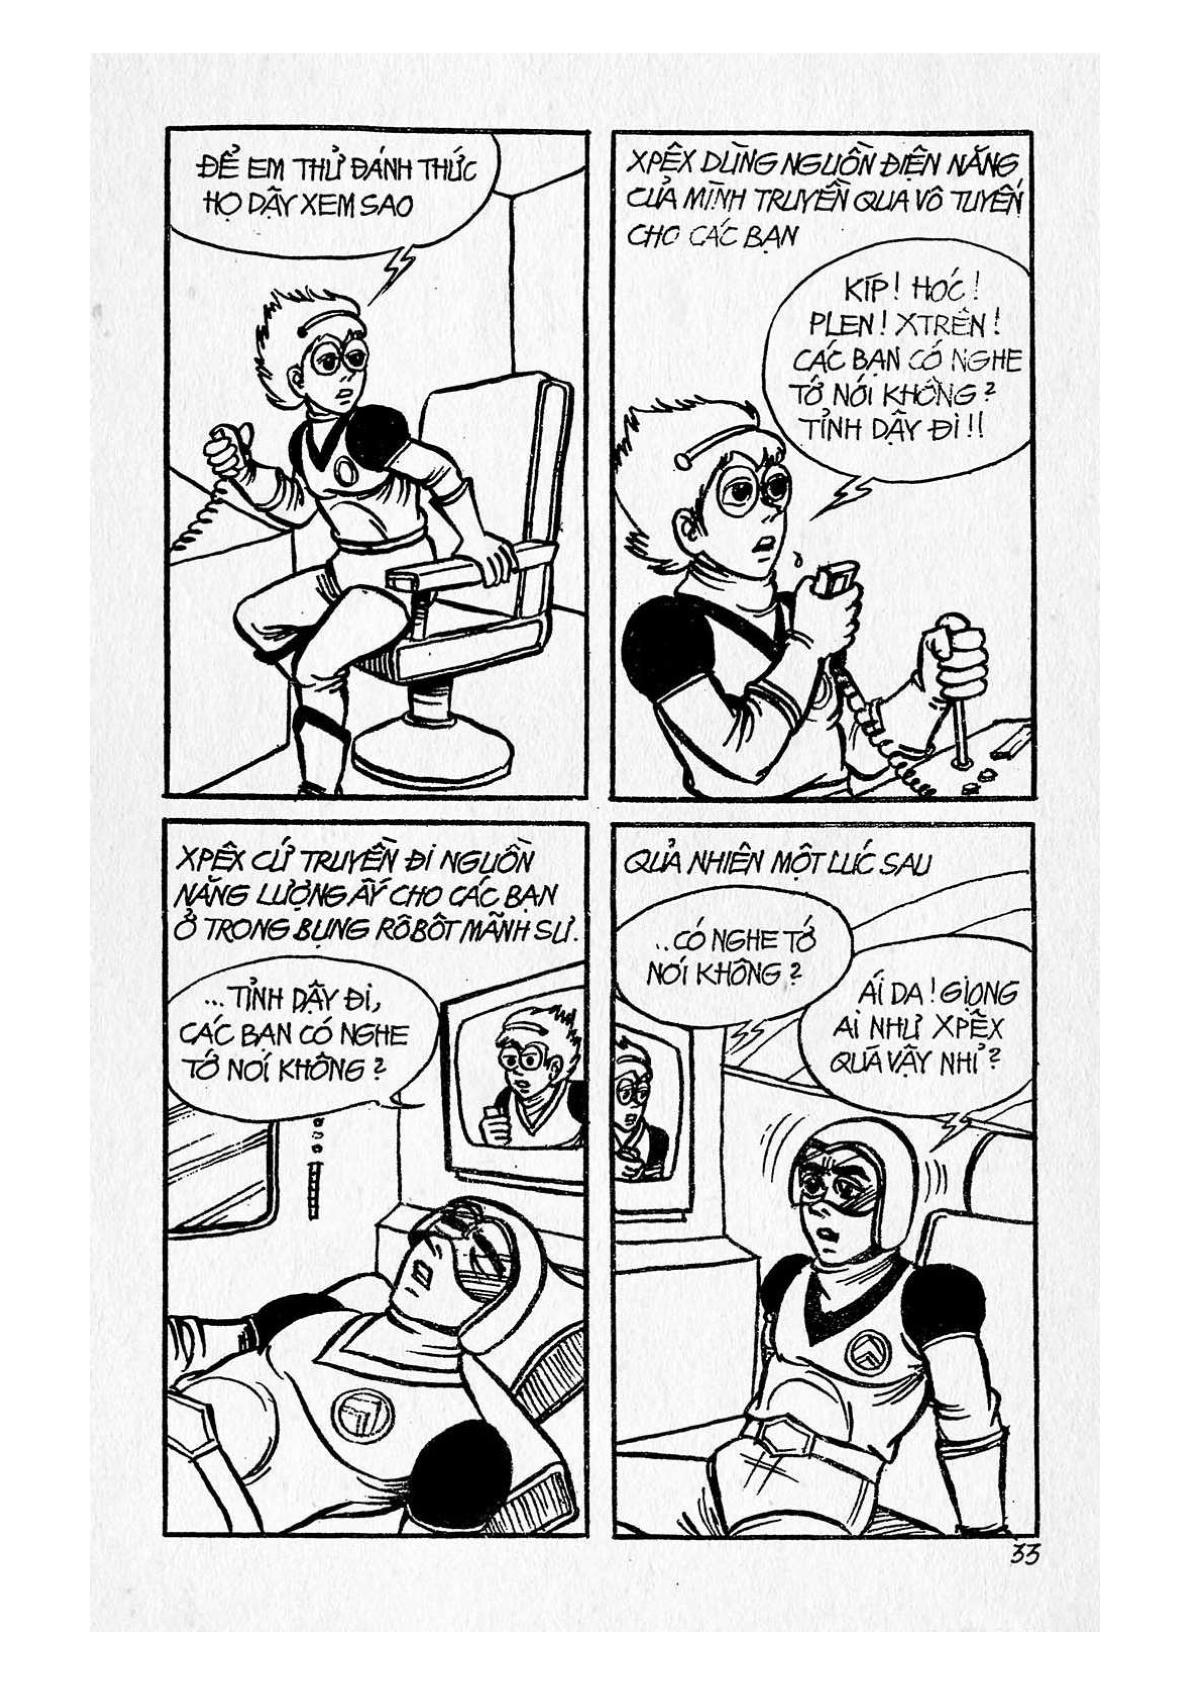 ĐỂ EM THỬ ĐÁNH THỨC
HỌ DẬY XEM SAO
XPÊX DÙNG NGUỒN ĐIỆN NĂNG
CỦA MÌNH TRUYỀN QUA VÔ TUYẾN
CHO CÁC BẠN
KÍP! HOÓC!
PLEN! XTRÊN!
CÁC BẠN CÓ NGHE
TỚ NÓI KHÔNG?
TỈNH DẬY ĐI!!
XPÊX CỨ TRUYỀN ĐI NGUỒN
NĂNG LƯỢNG ẤY CHO CÁC BẠN
Ở TRONG BỤNG RÔBÔT MÃNH SƯ.
...TỈNH DẬY ĐI,
CÁC BẠN CÓ NGHE
TỚ NÓI KHÔNG?
QUẢ NHIÊN MỘT LÚC SAU
..CÓ NGHE TỚ
NÓI KHÔNG?
ÁI DA! GIỌNG
AI NHƯ XPÊX
QUÁ VẬY NHỈ?
33